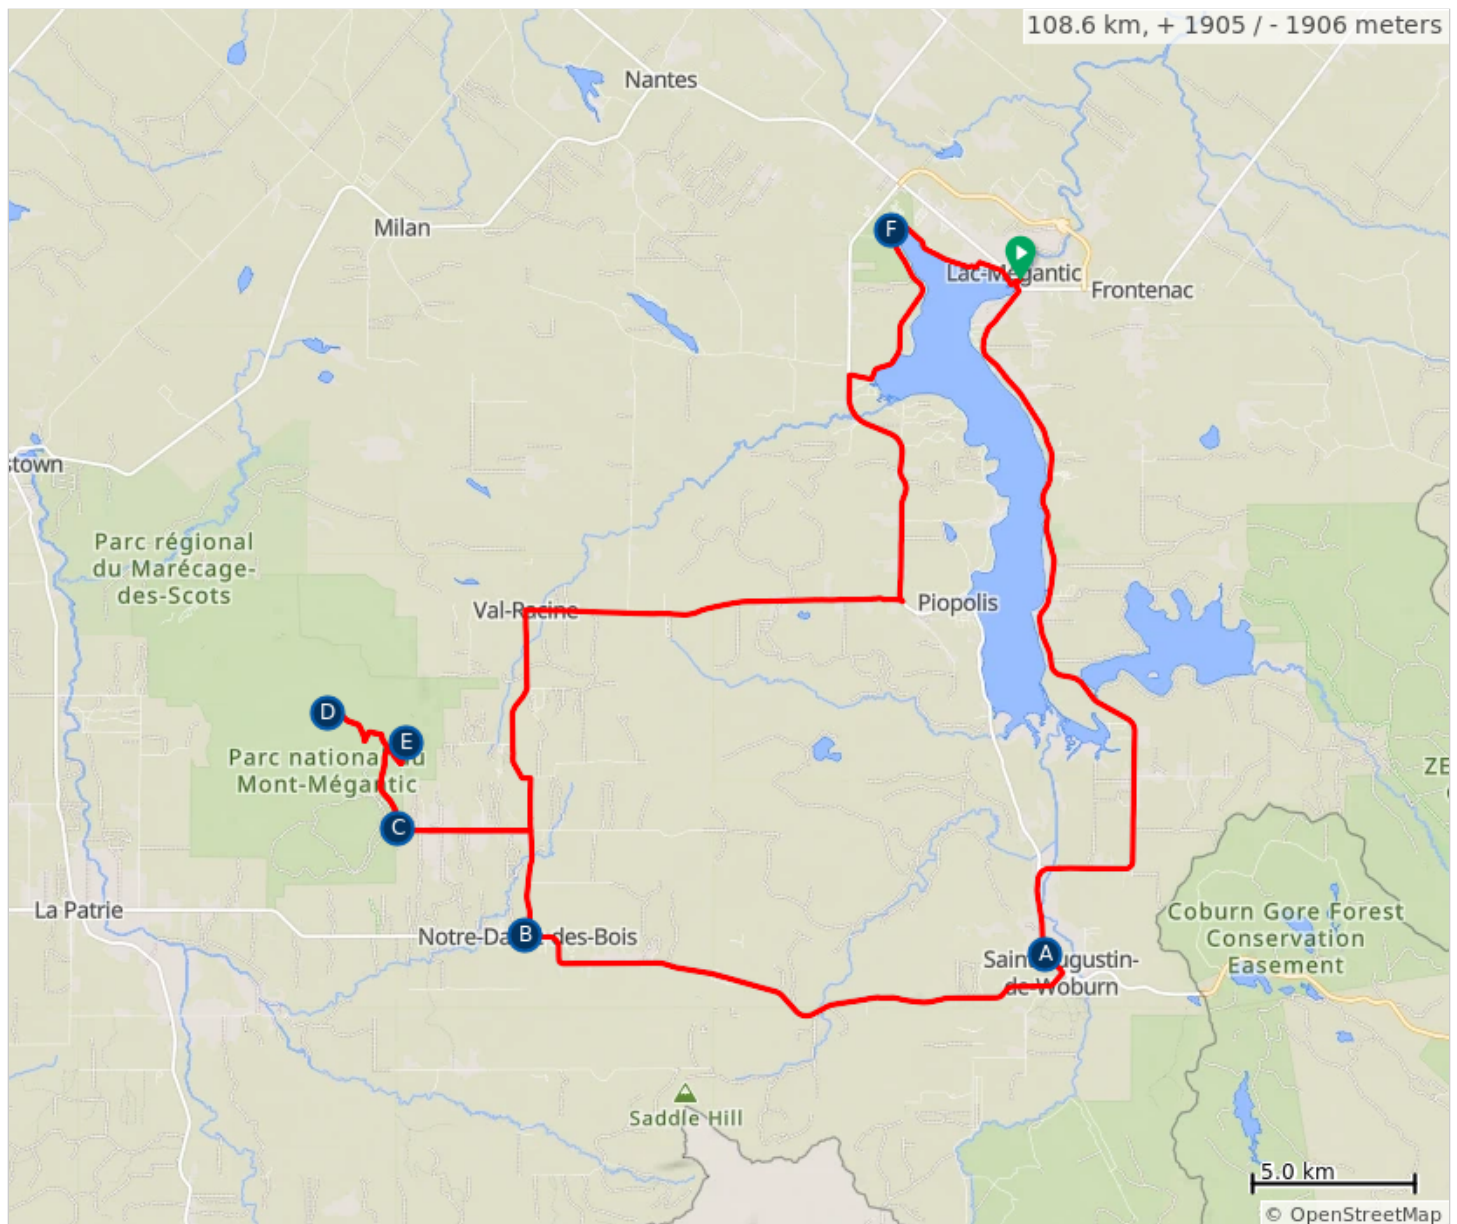 108.6 km, + 1905 / - 1906 meters
Nantes
Milan
F
Lac-Mégantic
Frontenac
stown
Parc régional
du Marécage-
des-Scots
Val-Racine
Piopolis
D
E
Parc national du
Mont-Mégantic
ZE
C
La Patrie
Notre-Dame-des-Bois
B
A
Saint-Augustin-
de-Woburn
Coburn Gore Forest
Conservation
Easement
Saddle Hill
5.0 km
© OpenStreetMap